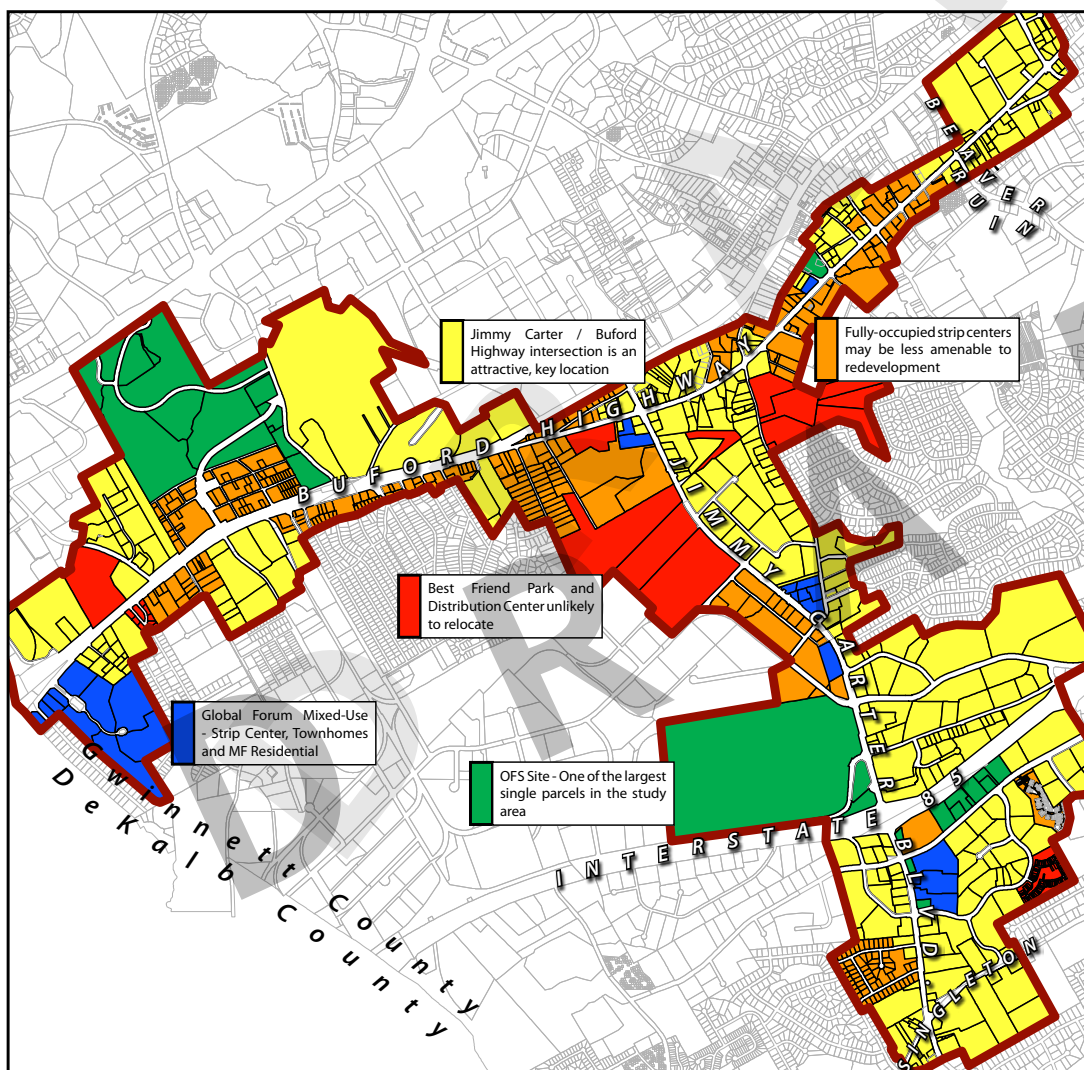 BEAVER RUIN
Jimmy Carter / Buford
Highway intersection is an
attractive, key location
Fully-occupied strip centers
may be less amenable to
redevelopment
BUFORD HIGHWAY
JIMMY CARTER BLVD
Best Friend Park and
Distribution Center unlikely
to relocate
Global Forum Mixed-Use
- Strip Center, Townhomes
and MF Residential
OFS Site - One of the largest
single parcels in the study
area
INTERSTATE 85
Gwinnett County
DeKalb County
SINGLETON
DRAFT